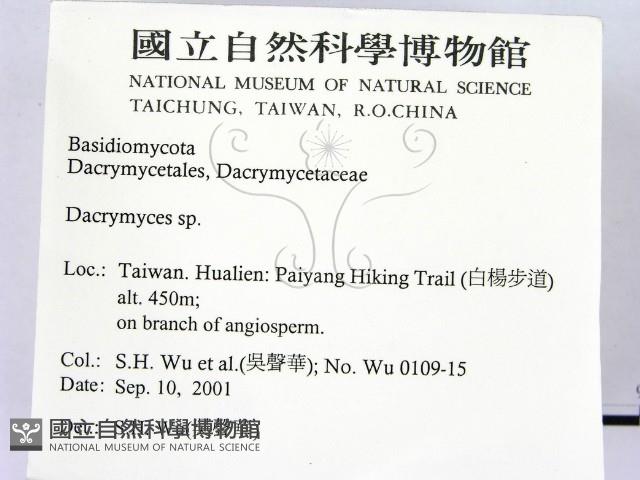 國立自然科學博物館
NATIONAL MUSEUM OF NATURAL SCIENCE
TAICHUNG, TAIWAN, R.O.CHINA
Basidiomycota
Dacrymycetales, Dacrymycetaceae
Dacrymyces sp.
Loc.: Taiwan. Hualien: Paiyang Hiking Trail (白楊步道)
alt. 450m;
on branch of angiosperm.
Col.: S.H. Wu et al.(吳聲華); No. Wu 0109-15
Date: Sep. 10, 2001
國立自然科學博物館
NATIONAL MUSEUM OF NATURAL SCIENCE